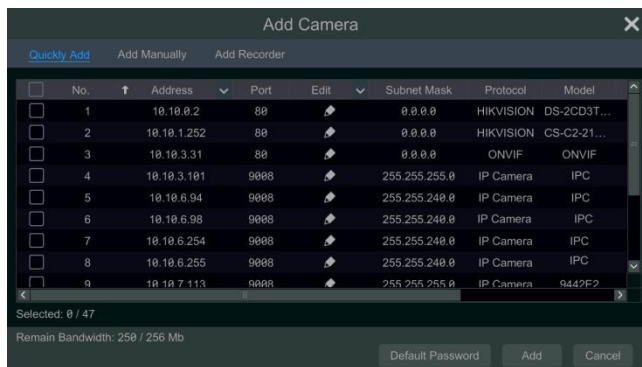 Add Camera
Quickly Add Add Manually Add Recorder
No. Address Port Edit Subnet Mask Protocol Model
1 10.10.0.2 80 0.0.0.0 HIKVISION DS-2CD3T...
2 10.10.1.252 80 0.0.0.0 HIKVISION CS-C2-21...
3 10.10.3.31 80 0.0.0.0 ONVIF ONVIF
4 10.10.3.101 9008 255.255.255.0 IP Camera IPC
5 10.10.6.94 9008 255.255.240.0 IP Camera IPC
6 10.10.6.98 9008 255.255.240.0 IP Camera IPC
7 10.10.6.254 9008 255.255.240.0 IP Camera IPC
8 10.10.6.255 9008 255.255.240.0 IP Camera IPC
9 10.10.7.113 9008 255.255.255.0 IP Camera 9442E2
Selected: 0 / 47
Remain Bandwidth: 250 / 256 Mb
Default Password Add Cancel